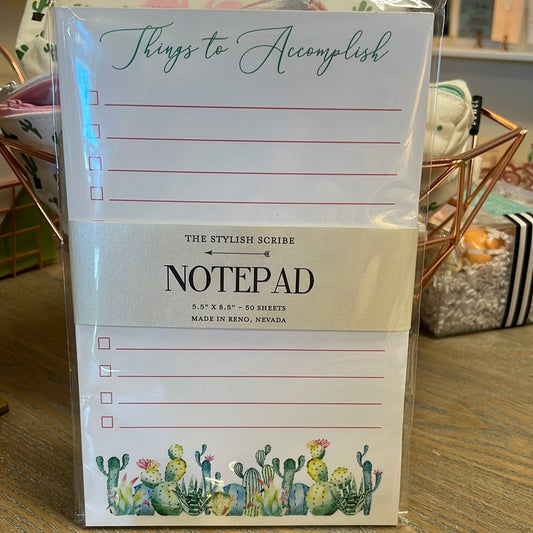 Things to Accomplish
THE STYLISH SCRIBE
NOTEPAD
5.5" X 8.5" ~ 50 SHEETS
MADE IN RENO, NEVADA